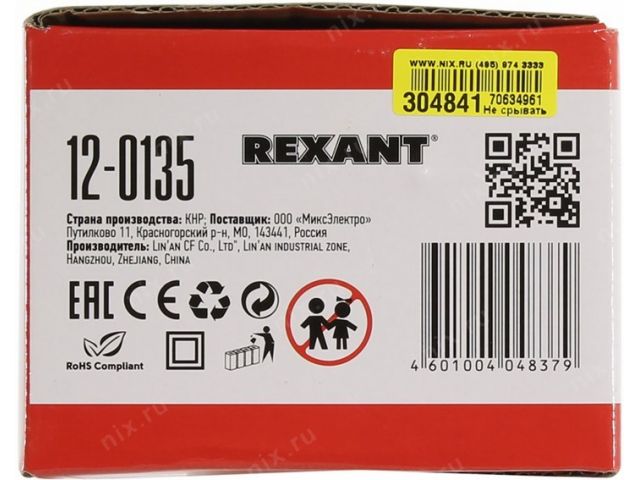 WWW.NIX.RU (495) 974 3333
304841
70634961
Не срывать
12-0135
REXANT®
Страна производства: КНР; Поставщик: ООО «МиксЭлектро»
Путилково 11, Красногорский р-н, МО, 143441, Россия
Производитель: Lin'an CF Co., Ltd", Lin'an industrial zone,
Hangzhou, Zhejiang, China
EAC CE
RoHS Compliant
4 601004 048379
nix.ru